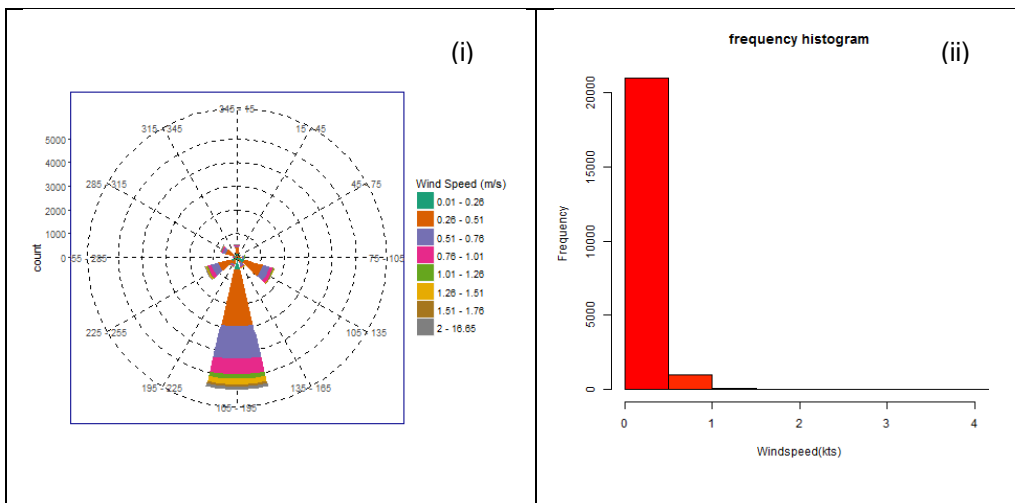 (i)
345 - 15
315 - 345
15 - 45
5000
4000
285 - 315
45 - 75
3000
2000
1000
0
55 - 285
75 - 105
count
225 - 255
105 - 135
195 - 225
135 - 165
165 - 195
Wind Speed (m/s)
0.01 - 0.26
0.26 - 0.51
0.51 - 0.76
0.76 - 1.01
1.01 - 1.26
1.26 - 1.51
1.51 - 1.76
2 - 16.65
frequency histogram
(ii)
Frequency
20000
15000
10000
5000
0
0 1 2 3 4
Windspeed(kts)